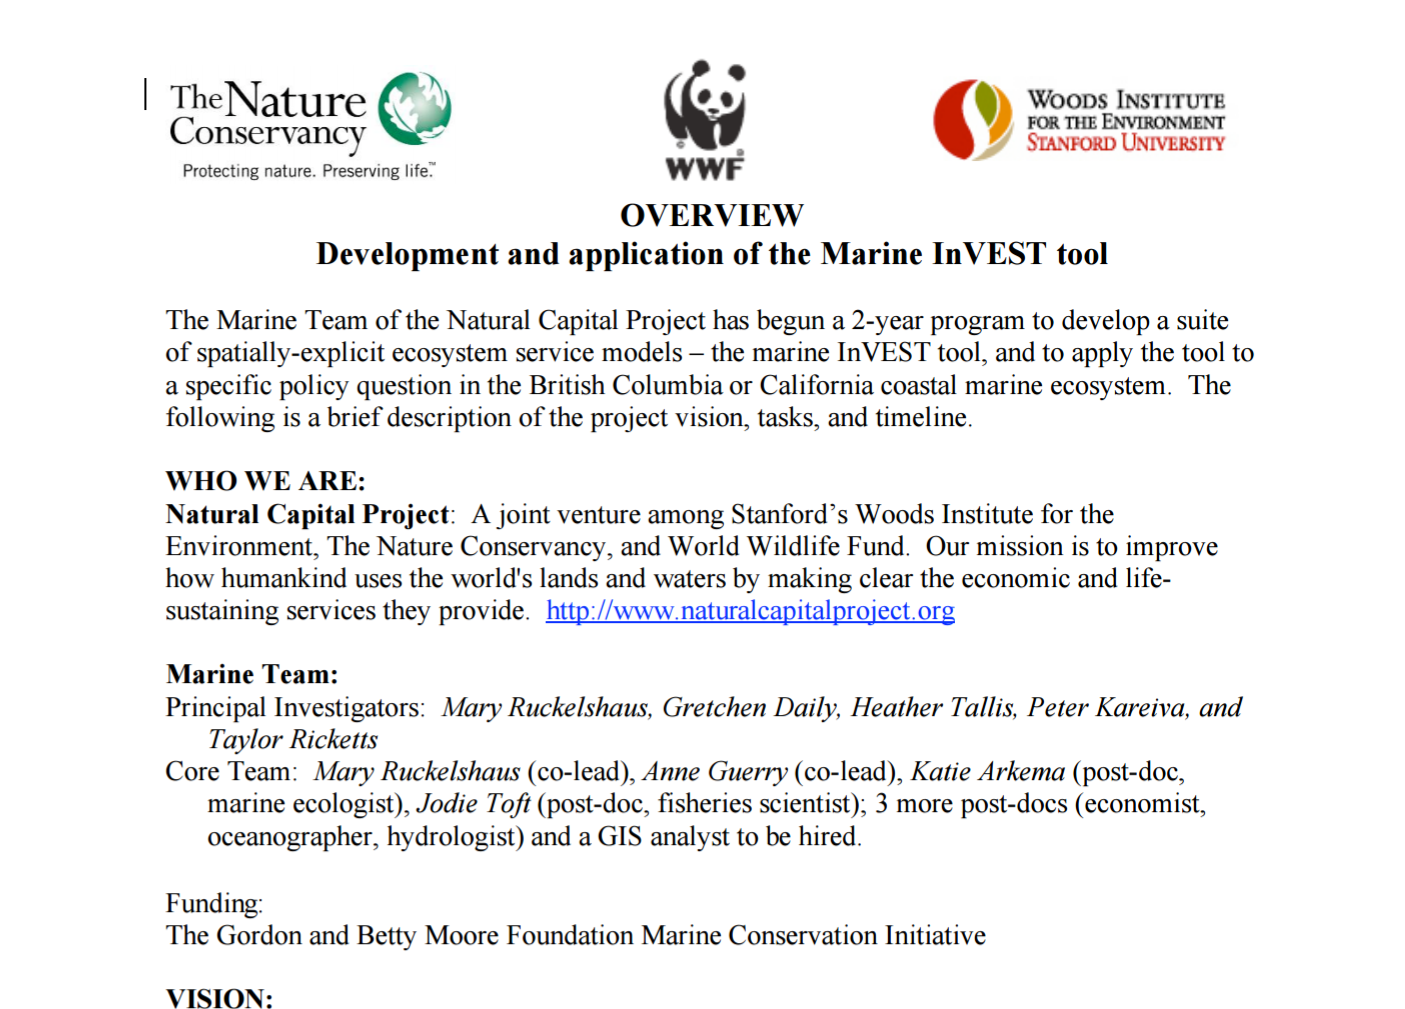 The Nature
Conservancy
Protecting nature. Preserving life.™
WWF
®
©
WOODS INSTITUTE
FOR THE ENVIRONMENT
STANFORD UNIVERSITY
OVERVIEW
Development and application of the Marine InVEST tool
The Marine Team of the Natural Capital Project has begun a 2-year program to develop a suite
of spatially-explicit ecosystem service models – the marine InVEST tool, and to apply the tool to
a specific policy question in the British Columbia or California coastal marine ecosystem.  The
following is a brief description of the project vision, tasks, and timeline.
WHO WE ARE:
Natural Capital Project:  A joint venture among Stanford’s Woods Institute for the
Environment, The Nature Conservancy, and World Wildlife Fund.  Our mission is to improve
how humankind uses the world's lands and waters by making clear the economic and life-
sustaining services they provide.  http://www.naturalcapitalproject.org
Marine Team:
Principal Investigators:  Mary Ruckelshaus, Gretchen Daily, Heather Tallis, Peter Kareiva, and
Taylor Ricketts
Core Team:  Mary Ruckelshaus (co-lead), Anne Guerry (co-lead), Katie Arkema (post-doc,
marine ecologist), Jodie Toft (post-doc, fisheries scientist); 3 more post-docs (economist,
oceanographer, hydrologist) and a GIS analyst to be hired.
Funding:
The Gordon and Betty Moore Foundation Marine Conservation Initiative
VISION: